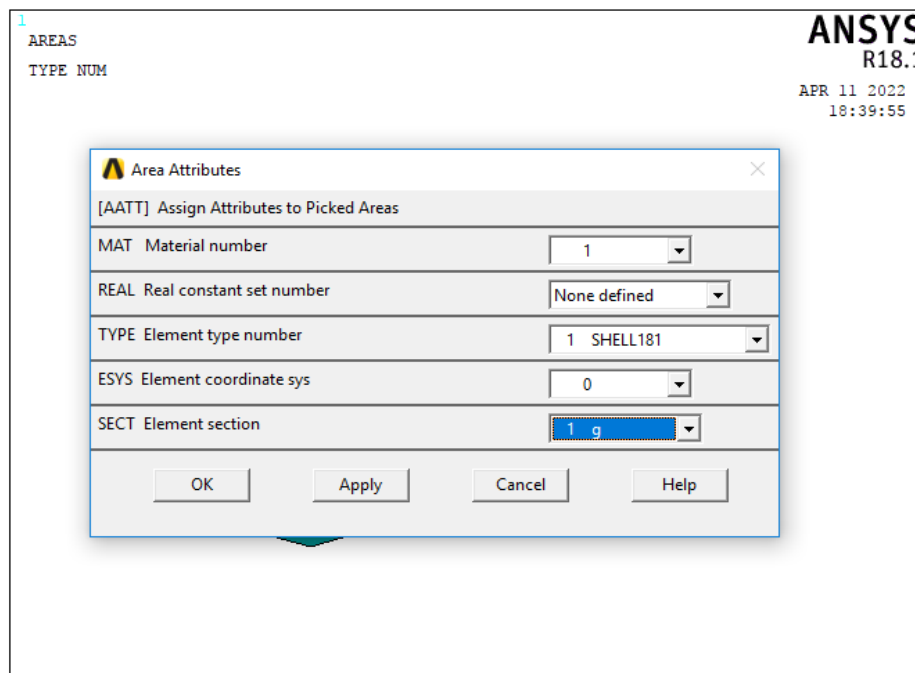 1
AREAS
TYPE NUM
ANSYS
R18.1
APR 11 2022
18:39:55
Area Attributes
[AATT] Assign Attributes to Picked Areas
MAT Material number 1
REAL Real constant set number None defined
TYPE Element type number 1 SHELL181
ESYS Element coordinate sys 0
SECT Element section 1 g
OK Apply Cancel Help